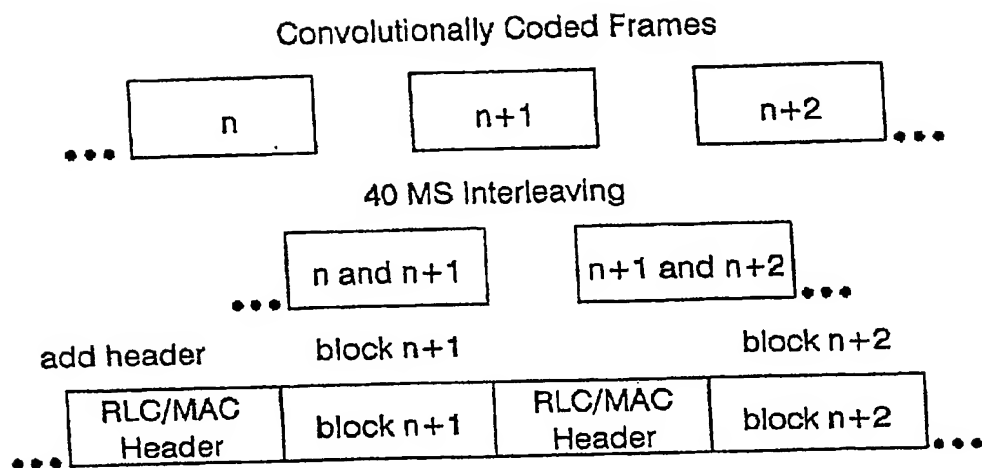 Convolutionally Coded Frames
n n+1 n+2
••• •••
40 MS Interleaving
n and n+1 n+1 and n+2
••• •••
add header block n+1 block n+2
RLC/MAC Header block n+1 RLC/MAC Header block n+2
••• •••